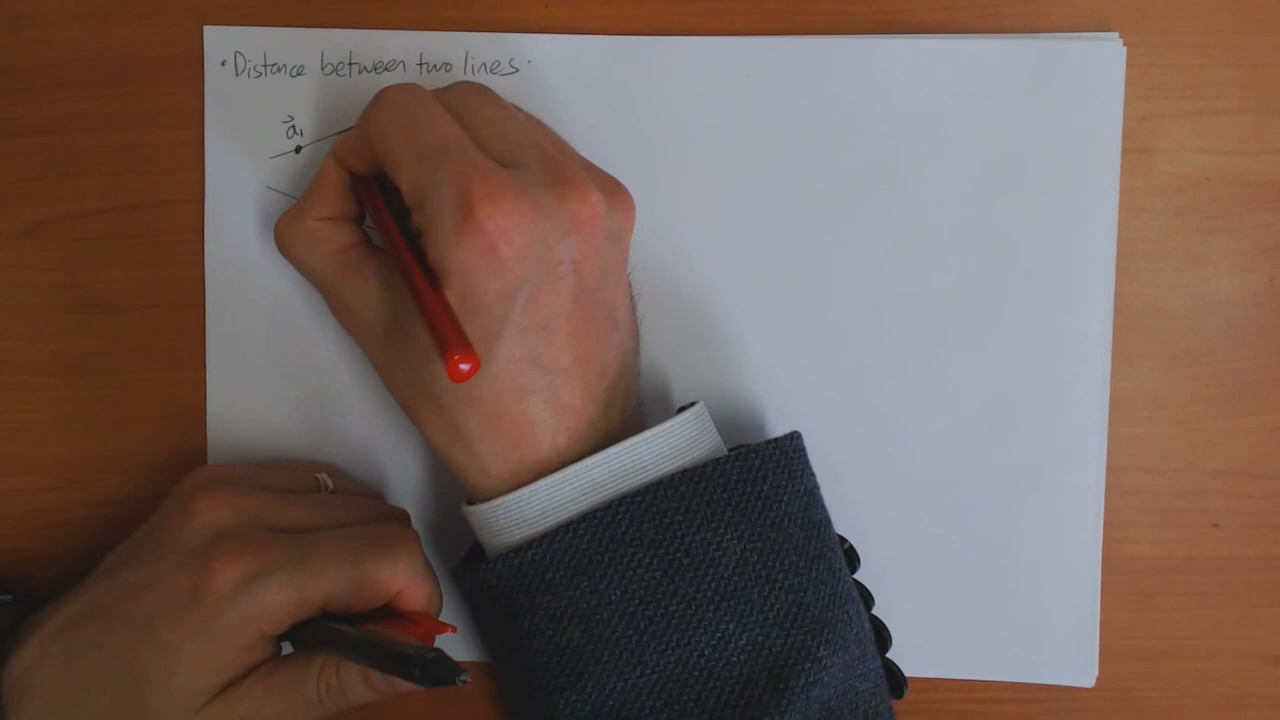 • Distance between two lines.
a⃗₁